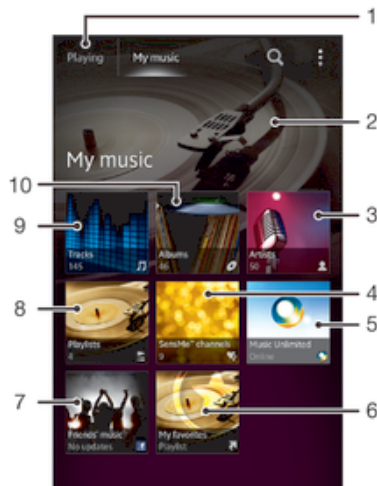 1
Playing My music
2
My music
10
9
3
Tracks
145
Albums
46
Artists
50
4
8
5
Playlists
4
SensMe™ channels
9
Music Unlimited
Online
7
6
Friends' music
No updates
My favorites
Playlist